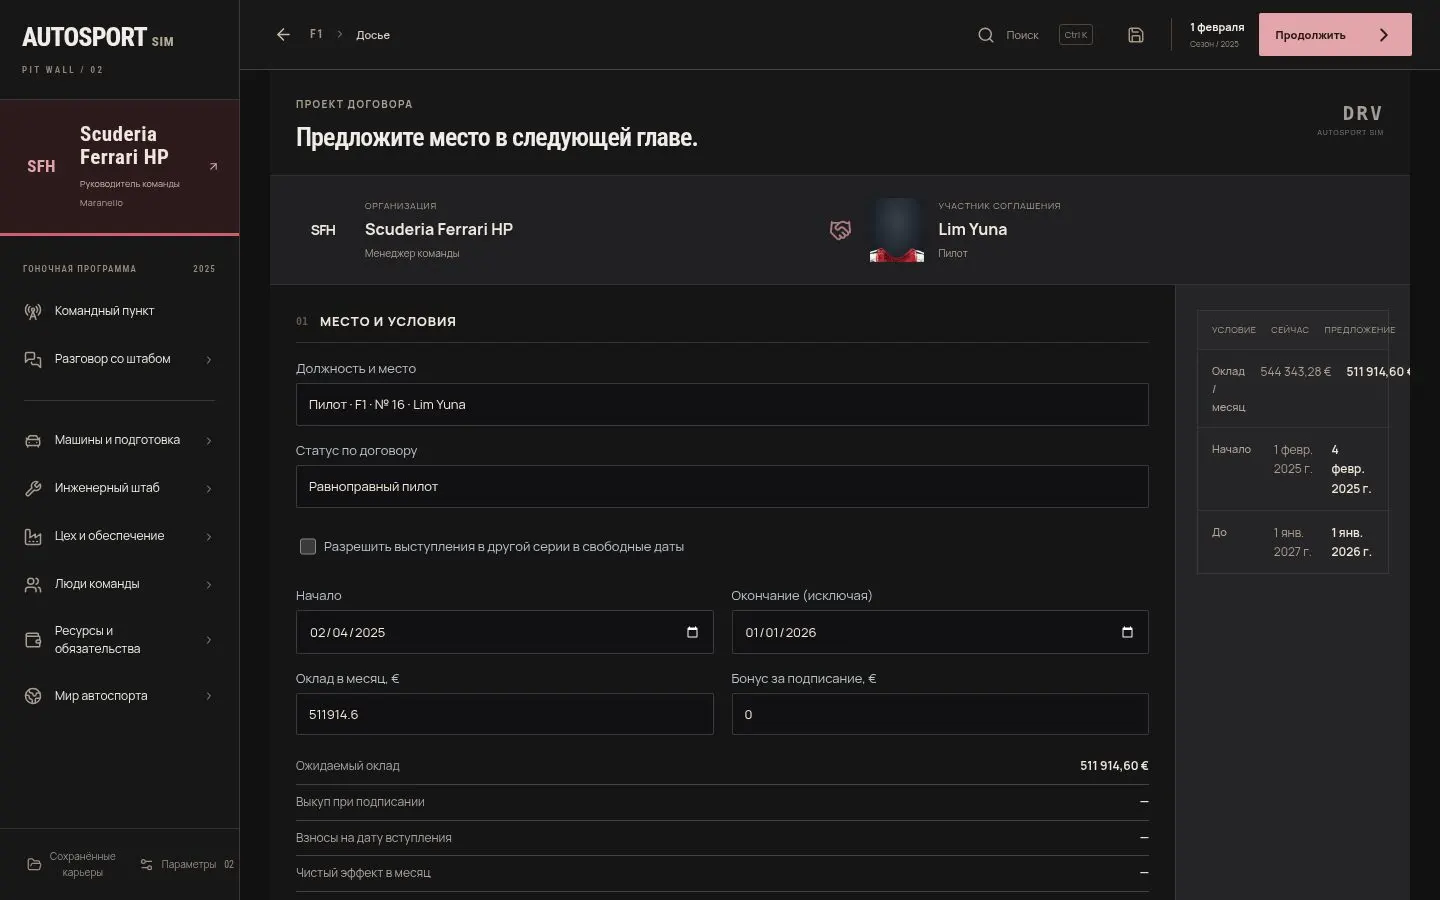 AUTOSPORT SIM
PIT WALL / 02
SFH
Scuderia
Ferrari HP
Руководитель команды
Maranello
ГОНОЧНАЯ ПРОГРАММА 2025
Командный пункт
Разговор со штабом
Машины и подготовка
Инженерный штаб
Цех и обеспечение
Люди команды
Ресурсы и
обязательства
Мир автоспорта
Сохранённые
карьеры
Параметры 02
F1 Досье
Поиск Ctrl K
1 февраля
Сезон / 2025
Продолжить
ПРОЕКТ ДОГОВОРА
Предложите место в следующей главе.
DRV
AUTOSPORT SIM
SFH
ОРГАНИЗАЦИЯ
Scuderia Ferrari HP
Менеджер команды
УЧАСТНИК СОГЛАШЕНИЯ
Lim Yuna
Пилот
01 МЕСТО И УСЛОВИЯ
Должность и место
Пилот · F1 · № 16 · Lim Yuna
Статус по договору
Равноправный пилот
Разрешить выступления в другой серии в свободные даты
Начало
02/04/2025
Окончание (исключая)
01/01/2026
Оклад в месяц, €
511914.6
Бонус за подписание, €
0
Ожидаемый оклад 511 914,60 €
Выкуп при подписании —
Взносы на дату вступления —
Чистый эффект в месяц —
УСЛОВИЕ СЕЙЧАС ПРЕДЛОЖЕНИЕ
Оклад
/
месяц
544 343,28 € 511 914,60 €
Начало
1 февр.
2025 г.
4
февр.
2025 г.
До
1 янв.
2027 г.
1 янв.
2026 г.